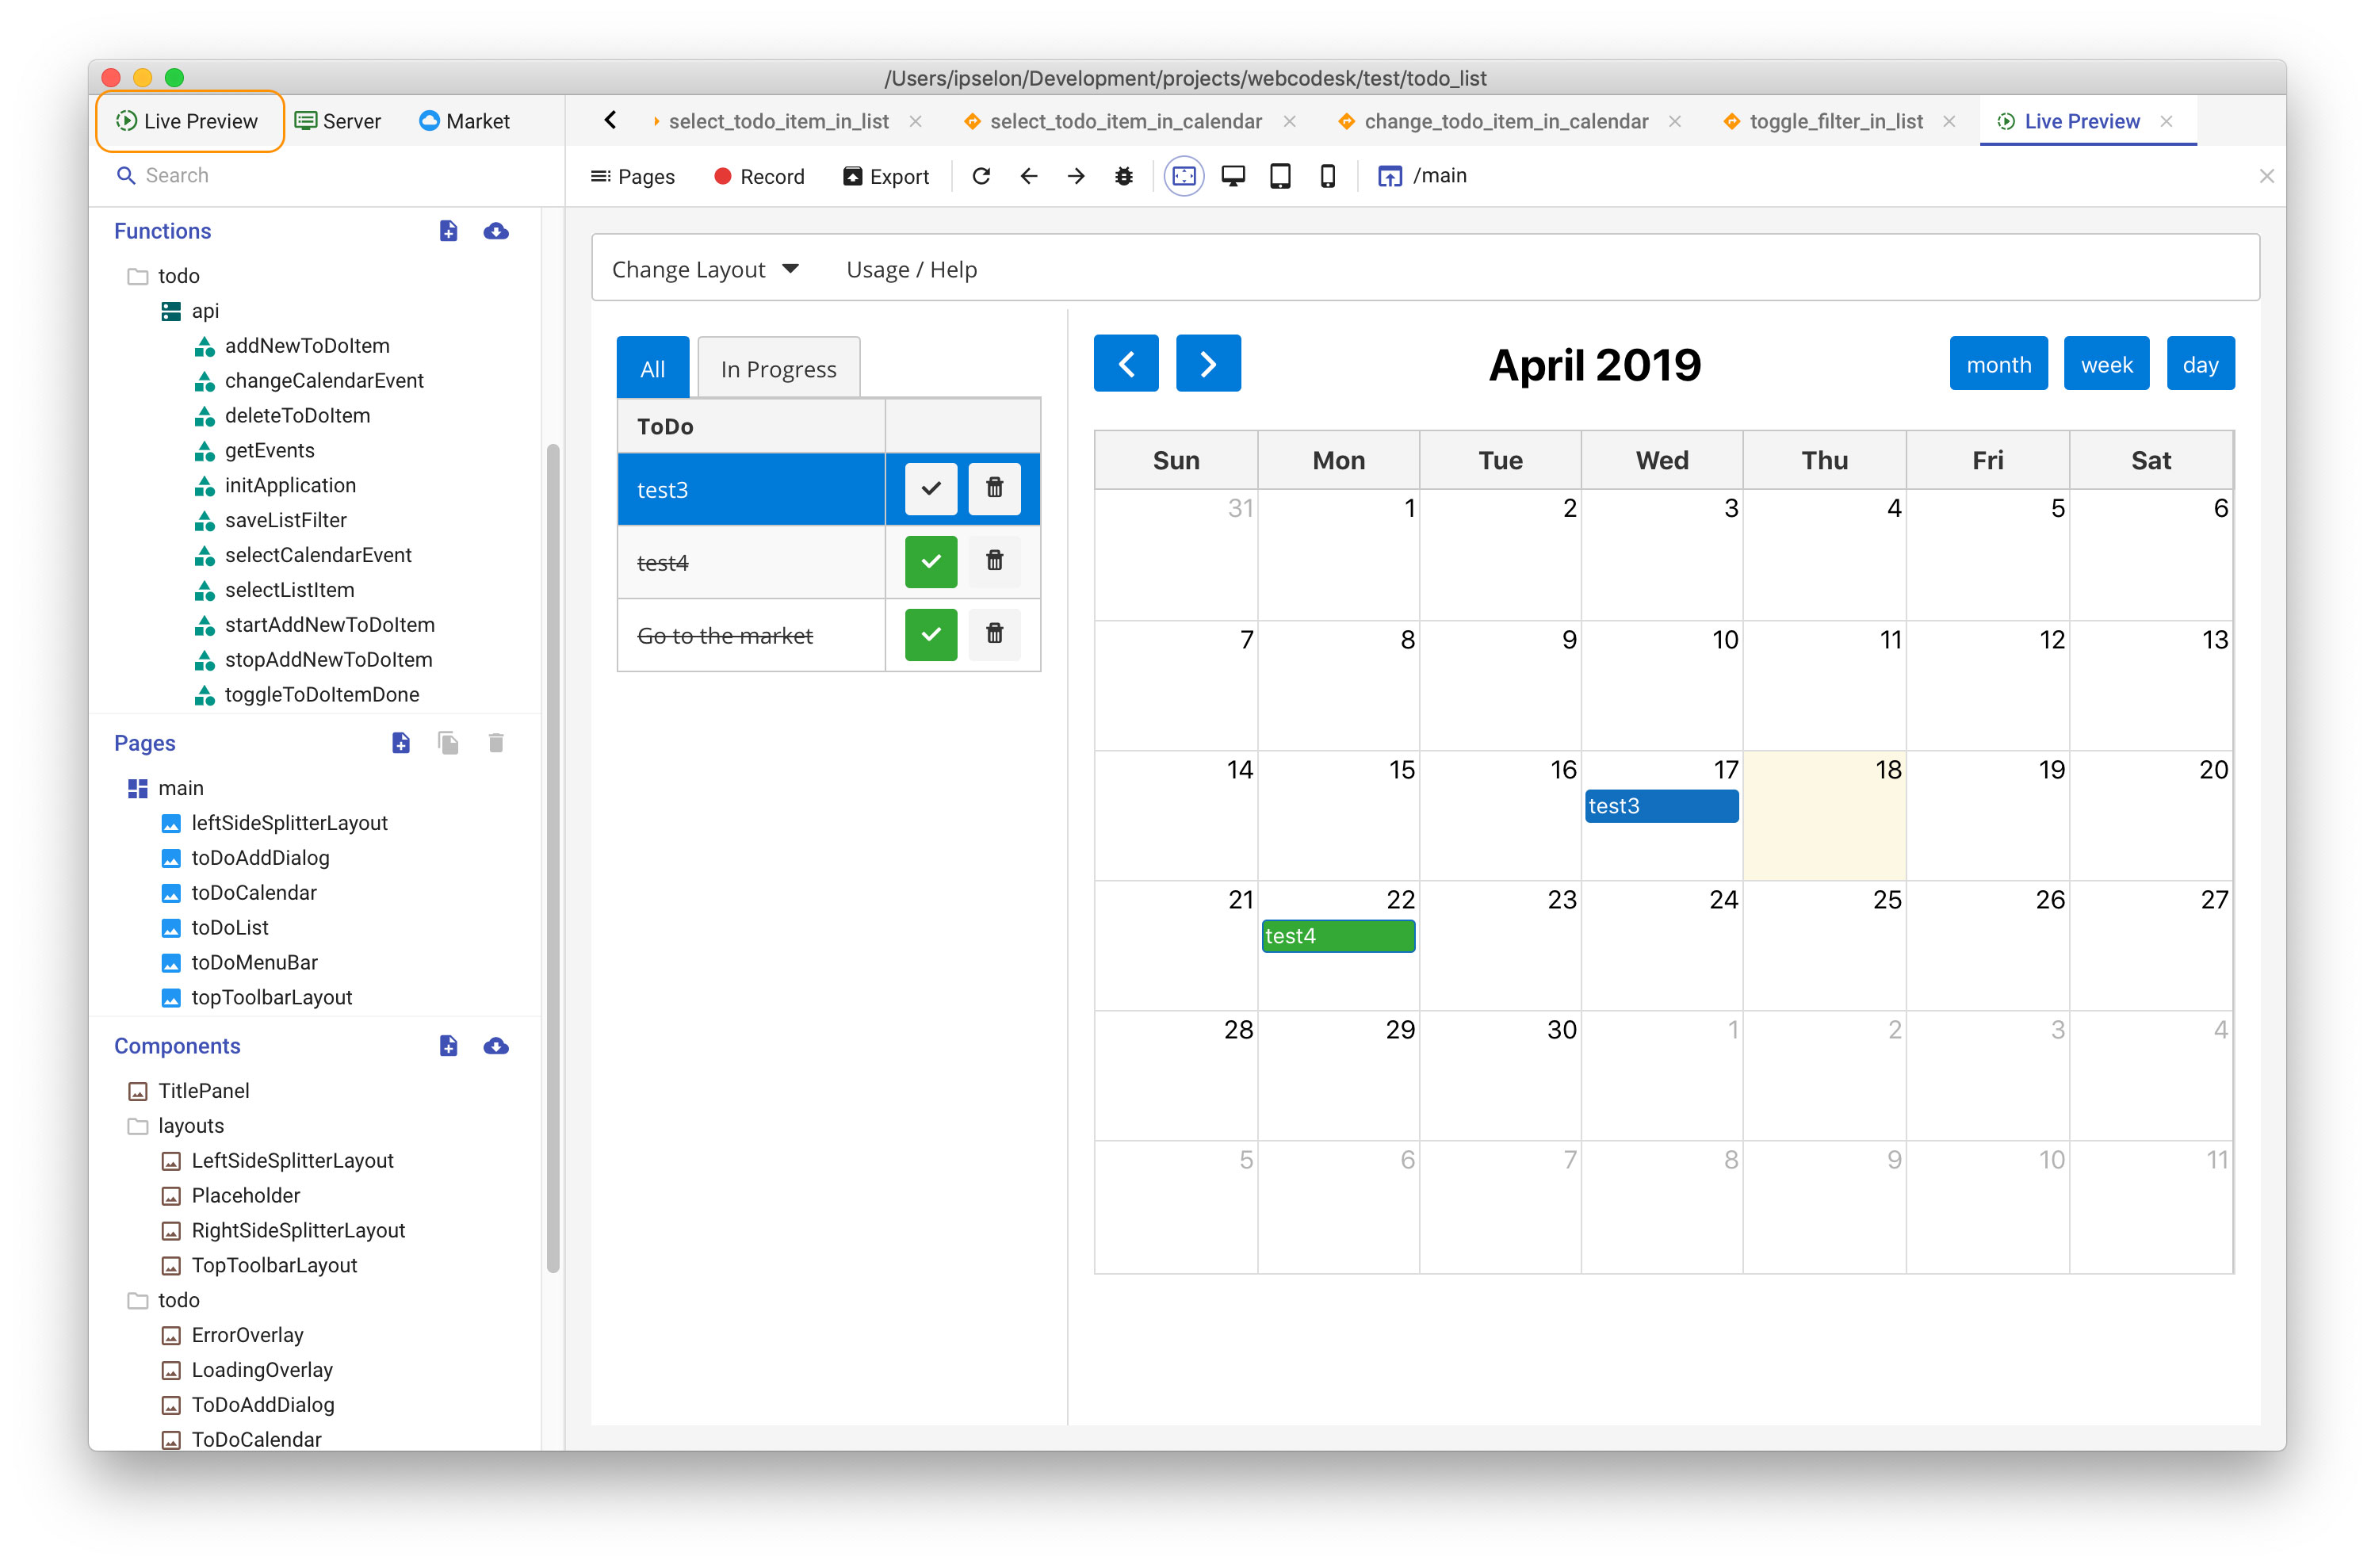 /Users/ipselon/Development/projects/webcodesk/test/todo_list
Live Preview Server Market
select_todo_item_in_list select_todo_item_in_calendar change_todo_item_in_calendar toggle_filter_in_list Live Preview
Search
Pages Record Export /main
Functions
todo
api
addNewToDoItem
changeCalendarEvent
deleteToDoItem
getEvents
initApplication
saveListFilter
selectCalendarEvent
selectListItem
startAddNewToDoItem
stopAddNewToDoItem
toggleToDoItemDone
Pages
main
leftSideSplitterLayout
toDoAddDialog
toDoCalendar
toDoList
toDoMenuBar
topToolbarLayout
Components
TitlePanel
layouts
LeftSideSplitterLayout
Placeholder
RightSideSplitterLayout
TopToolbarLayout
todo
ErrorOverlay
LoadingOverlay
ToDoAddDialog
ToDoCalendar
Change Layout Usage / Help
All In Progress
ToDo
test3
test4
Go to the market
April 2019
month week day
Sun Mon Tue Wed Thu Fri Sat
31 1 2 3 4 5 6
7 8 9 10 11 12 13
14 15 16 17 18 19 20
test3
21 22 23 24 25 26 27
test4
28 29 30 1 2 3 4
5 6 7 8 9 10 11